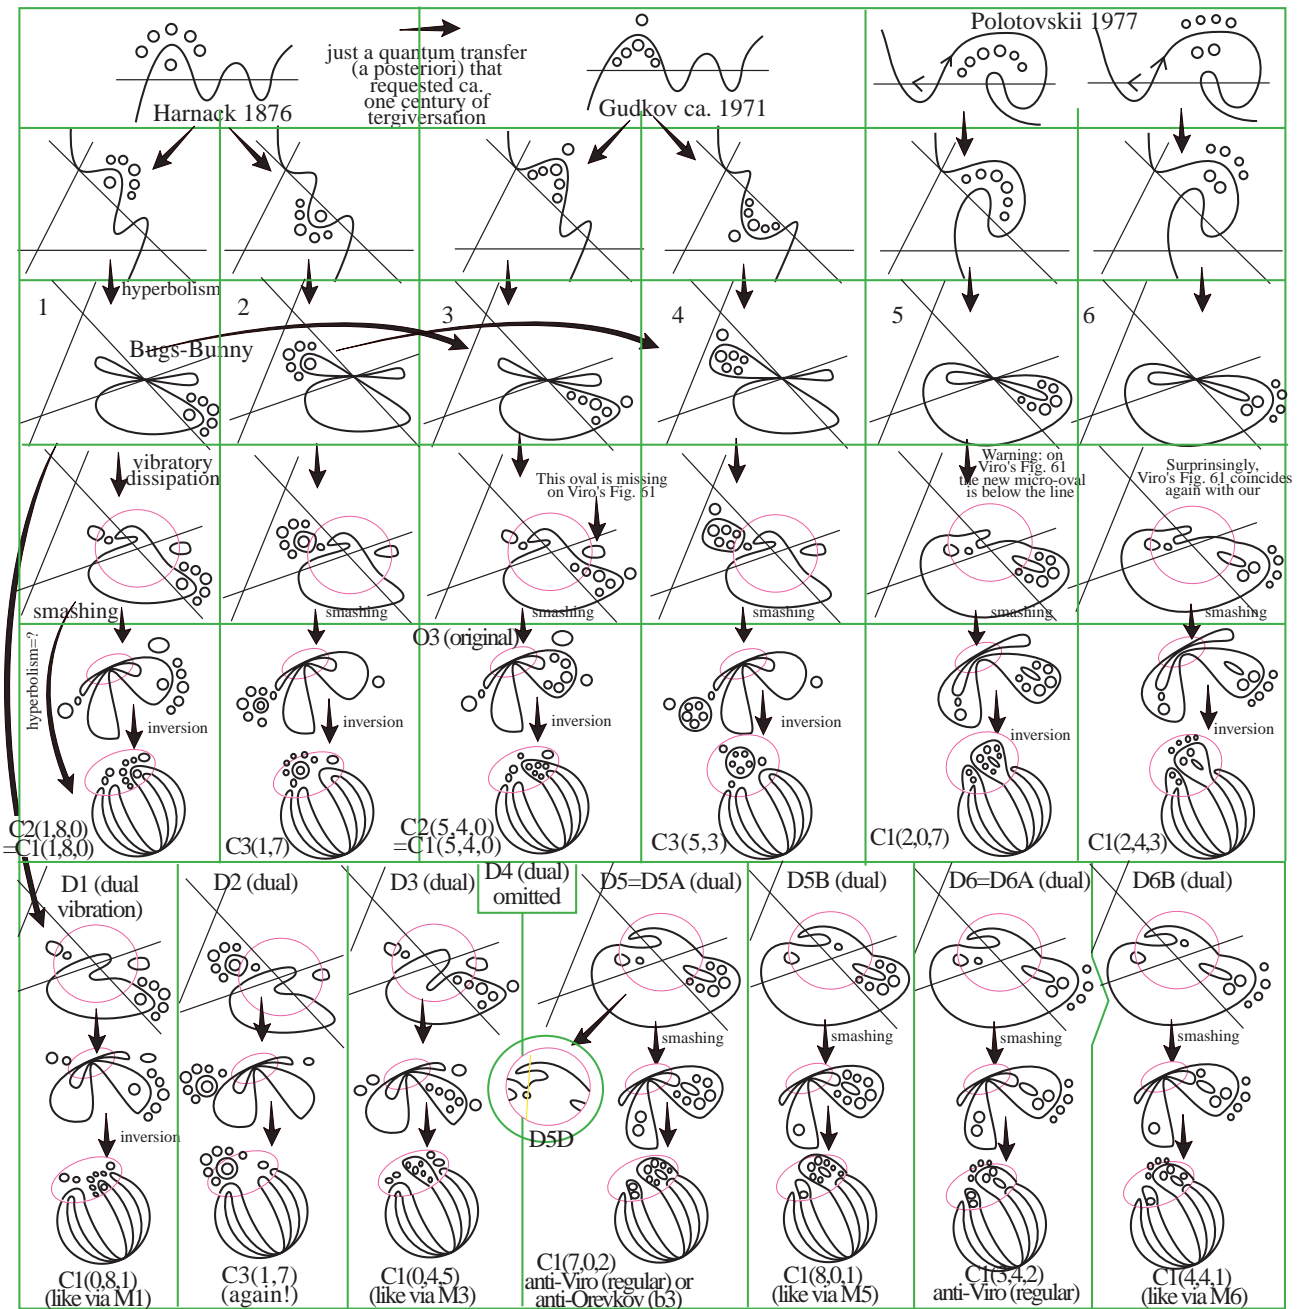 Harnack 1876
just a quantum transfer
(a posteriori) that
requested ca.
one century of
tergiversation
Gudkov ca. 1971
Polotovskii 1977
hyperbolism
1
2
3
4
5
6
Bugs-Bunny
vibratory
dissipation
This oval is missing
on Viro's Fig. 61
Warning: on
Viro's Fig. 61
the new micro-oval
is below the line
Surprinsingly,
Viro's Fig. 61 coincides
again with our
smashing
smashing
smashing
smashing
smashing
smashing
hyperbolism=?
O3 (original)
inversion
inversion
inversion
inversion
inversion
inversion
C2(1,8,0)
=C1(1,8,0)
C3(1,7)
C2(5,4,0)
=C1(5,4,0)
C3(5,3)
C1(2,0,7)
C1(2,4,3)
D1 (dual
vibration)
D2 (dual)
D3 (dual)
D4 (dual)
omitted
D5=D5A (dual)
D5B (dual)
D6=D6A (dual)
D6B (dual)
smashing
smashing
smashing
smashing
D5D
inversion
C1(0,8,1)
(like via M1)
C3(1,7)
(again!)
C1(0,4,5)
(like via M3)
C1(7,0,2)
anti-Viro (regular) or
anti-Orevkov (b3)
C1(8,0,1)
(like via M5)
C1(3,4,2)
anti-Viro (regular)
C1(4,4,1)
(like via M6)